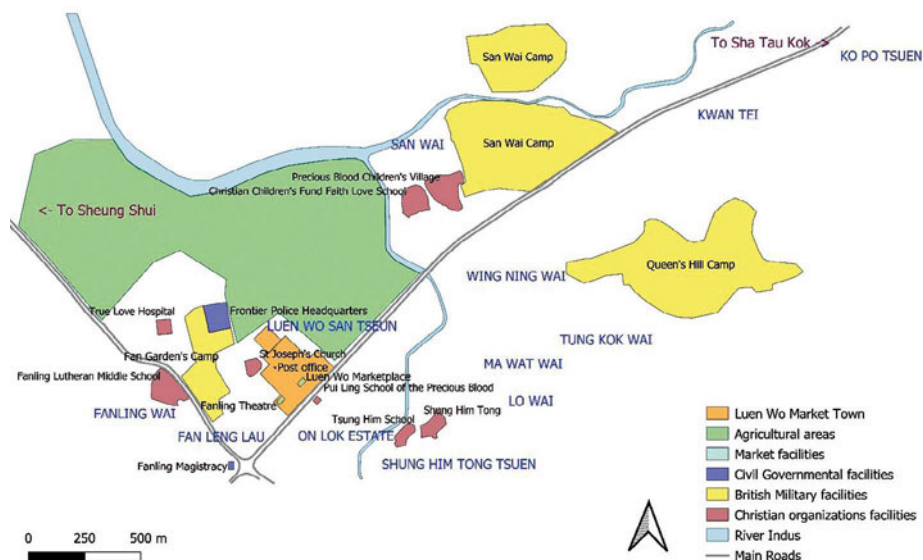 San Wai Camp
To Sha Tau Kok ->
KO PO TSUEN
KWAN TEI
SAN WAI
San Wai Camp
Precious Blood Children's Village
Christian Children's Fund Faith Love School
<- To Sheung Shui
WING NING WAI
Queen's Hill Camp
True Love Hospital
Frontier Police Headquarters
LUEN WO SAN TSEUN
TUNG KOK WAI
Fan Garden's Camp
St Joseph's Church
Post office
MA WAT WAI
Fanling Lutheran Middle School
Luen Wo Marketplace
Pui Ling School of the Precious Blood
LO WAI
FANLING WAI
Fanling Theatre
Tsung Him School
Shung Him Tong
FAN LENG LAU
ON LOK ESTATE
Fanling Magistracy
SHUNG HIM TONG TSUEN
Luen Wo Market Town
Agricultural areas
Market facilities
Civil Governmental facilities
British Military facilities
Christian organizations facilities
River Indus
Main Roads
0 250 500 m